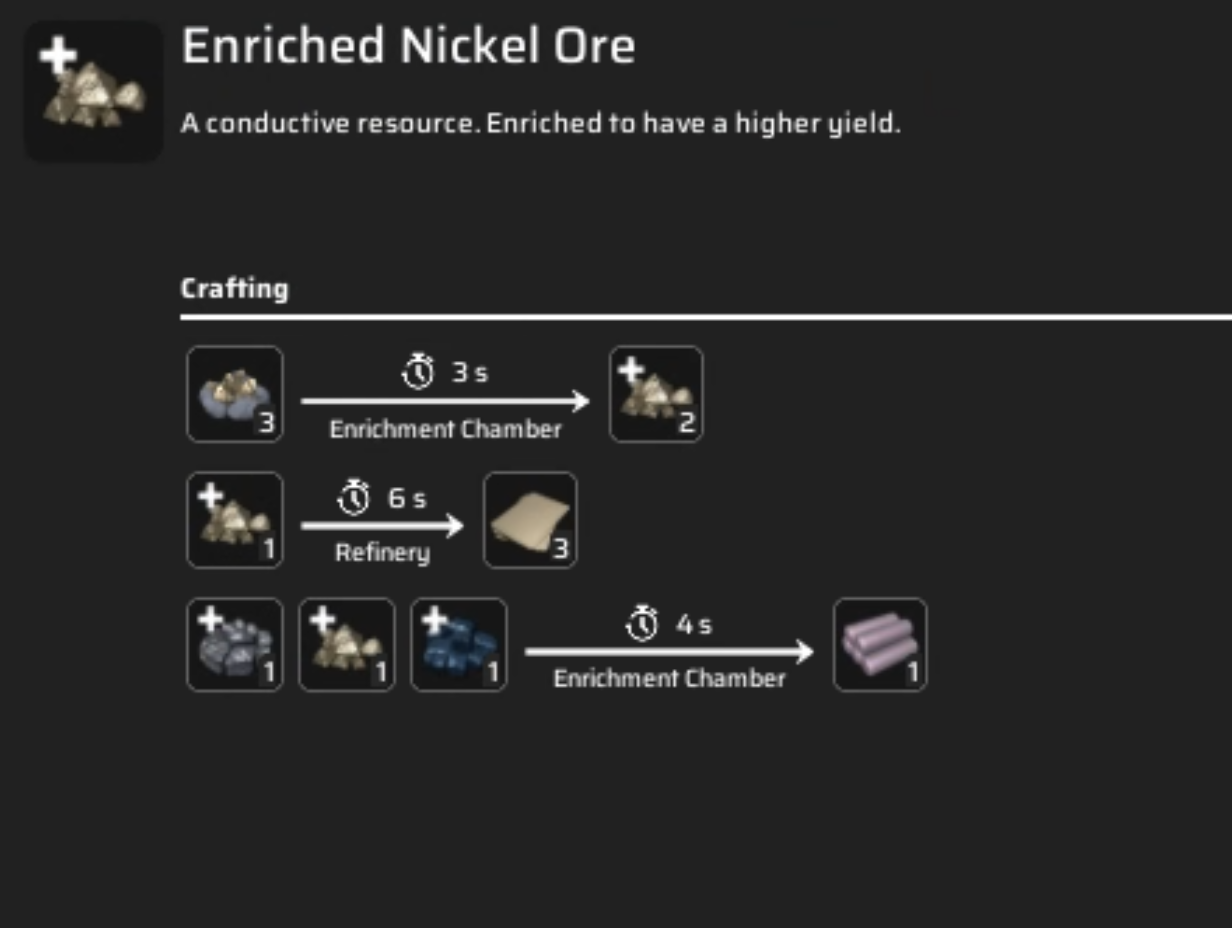 Enriched Nickel Ore
A conductive resource. Enriched to have a higher yield.
Crafting
3 s
3 2
Enrichment Chamber
6 s
1 3
Refinery
4 s
1 1 1 1
Enrichment Chamber